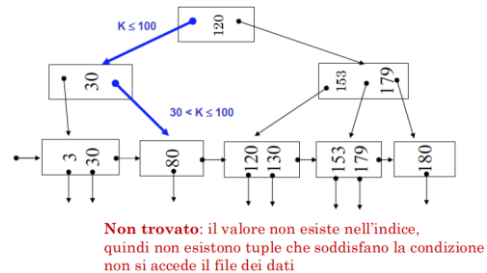 K ≤ 100
120
30
153
179
30 < K ≤ 100
3
30
80
120
130
153
179
180
Non trovato: il valore non esiste nell'indice,
quindi non esistono tuple che soddisfano la condizione
non si accede il file dei dati